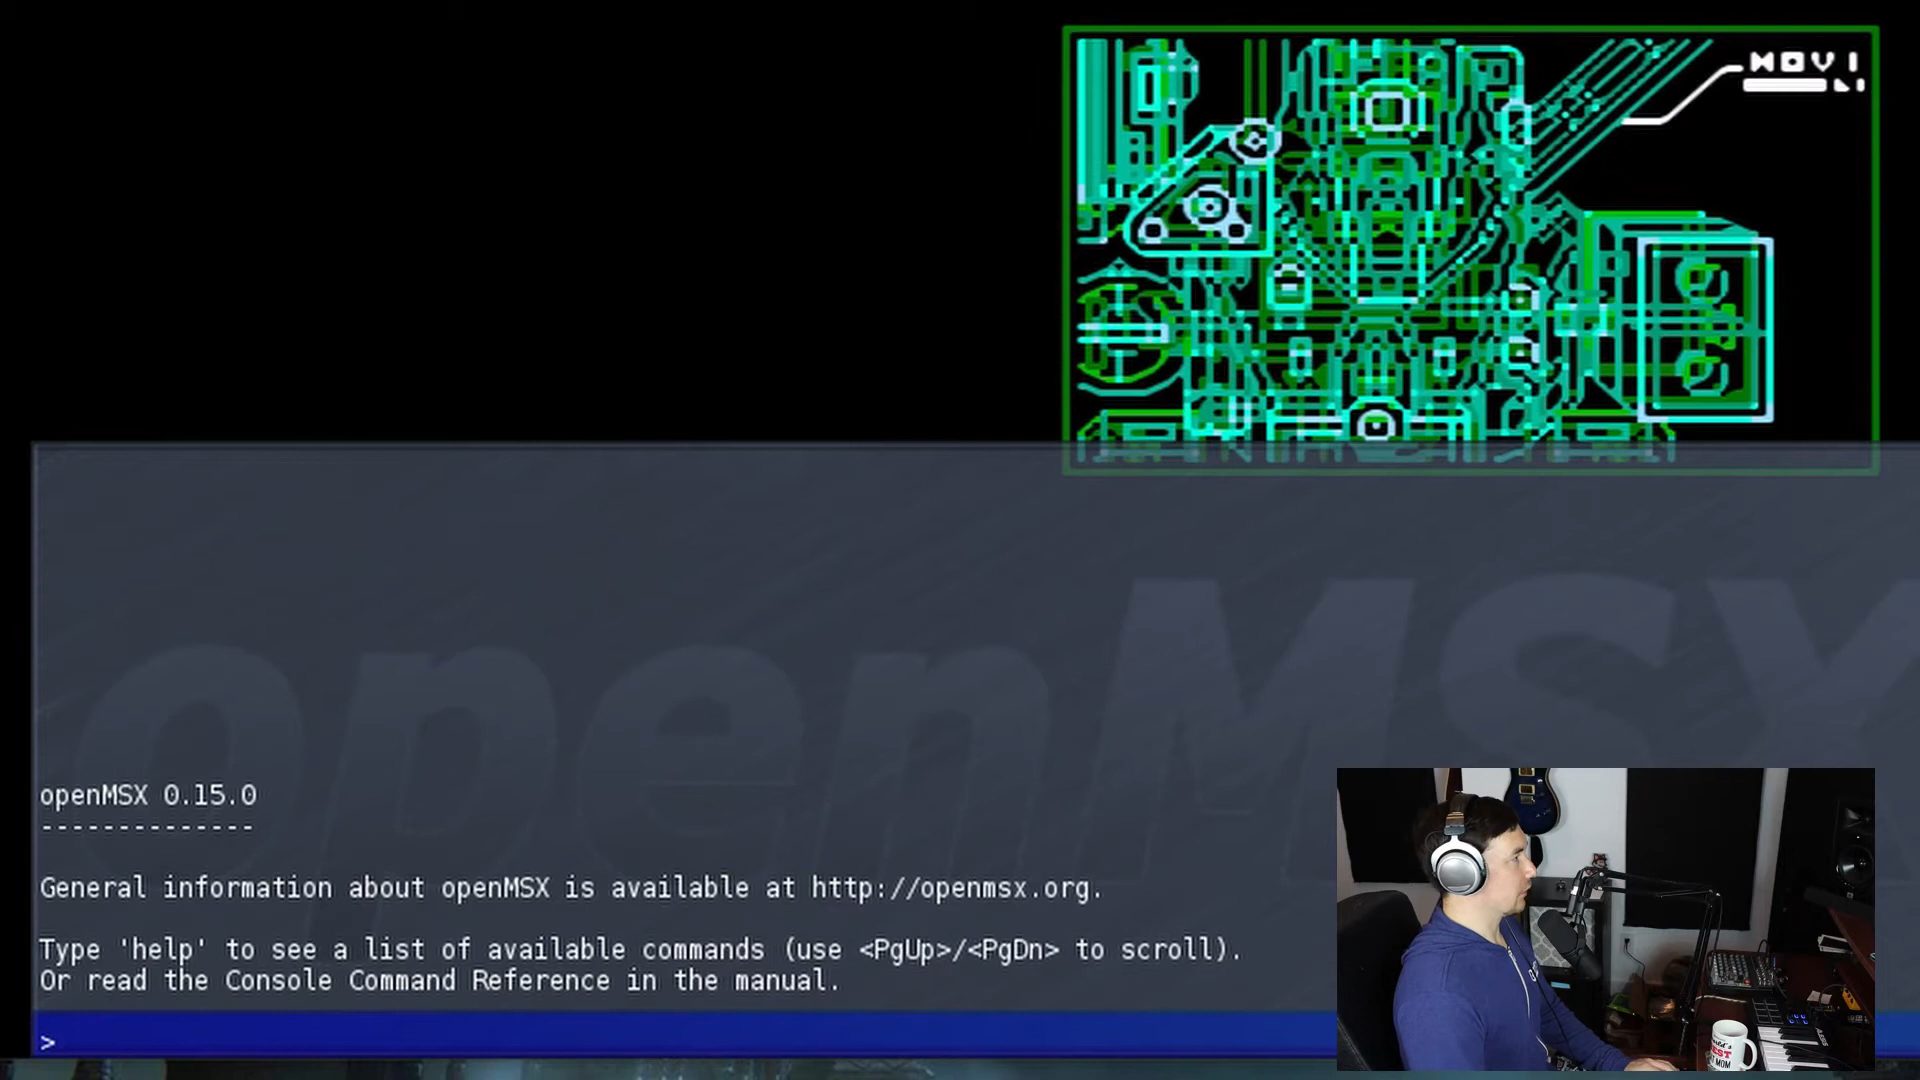 MOVI
openMSX
openMSX 0.15.0
--------------
General information about openMSX is available at http://openmsx.org.
Type 'help' to see a list of available commands (use <PgUp>/<PgDn> to scroll).
Or read the Console Command Reference in the manual.
>
MOM